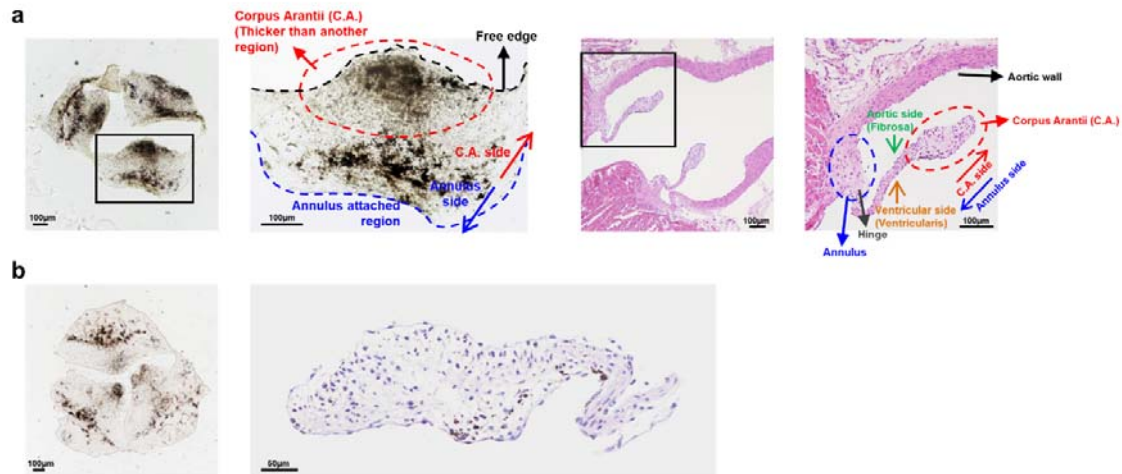 a
Corpus Arantii (C.A.)
(Thicker than another
region)
Free edge
C.A. side
Annulus
side
Annulus attached
region
100µm
100µm
Aortic wall
Aortic side
(Fibrosa)
Corpus Arantii (C.A.)
C.A. side
Annulus side
Ventricular side
(Ventricularis)
Hinge
Annulus
100µm
100µm
b
100µm
50µm